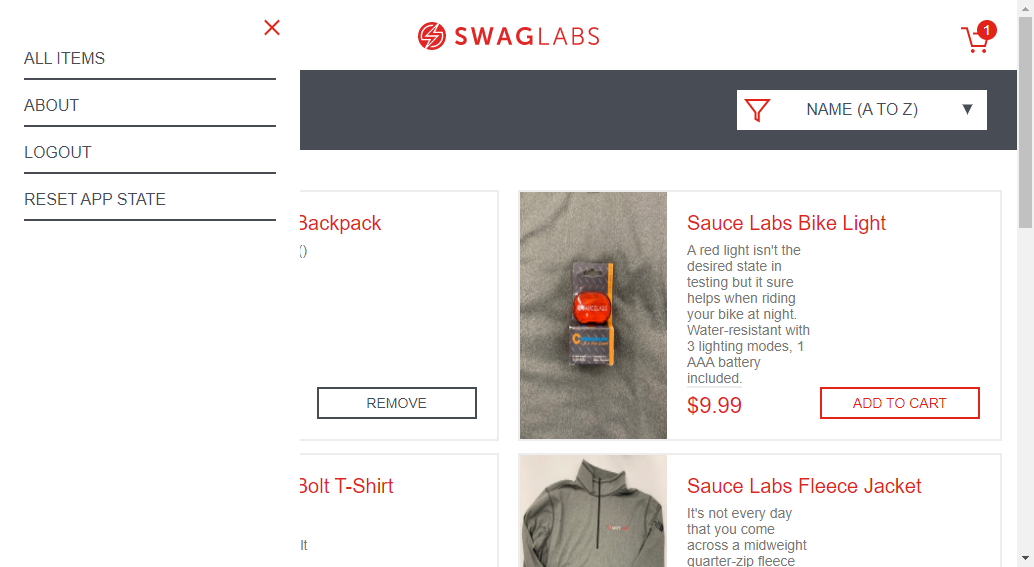 ALL ITEMS
ABOUT
LOGOUT
RESET APP STATE
SWAGLABS
1
NAME (A TO Z)
Backpack
()
REMOVE
Sauce Labs Bike Light
A red light isn't the
desired state in
testing but it sure
helps when riding
your bike at night.
Water-resistant with
3 lighting modes, 1
AAA battery
included.
$9.99
ADD TO CART
Bolt T-Shirt
lt
Sauce Labs Fleece Jacket
It's not every day
that you come
across a midweight
quarter-zip fleece